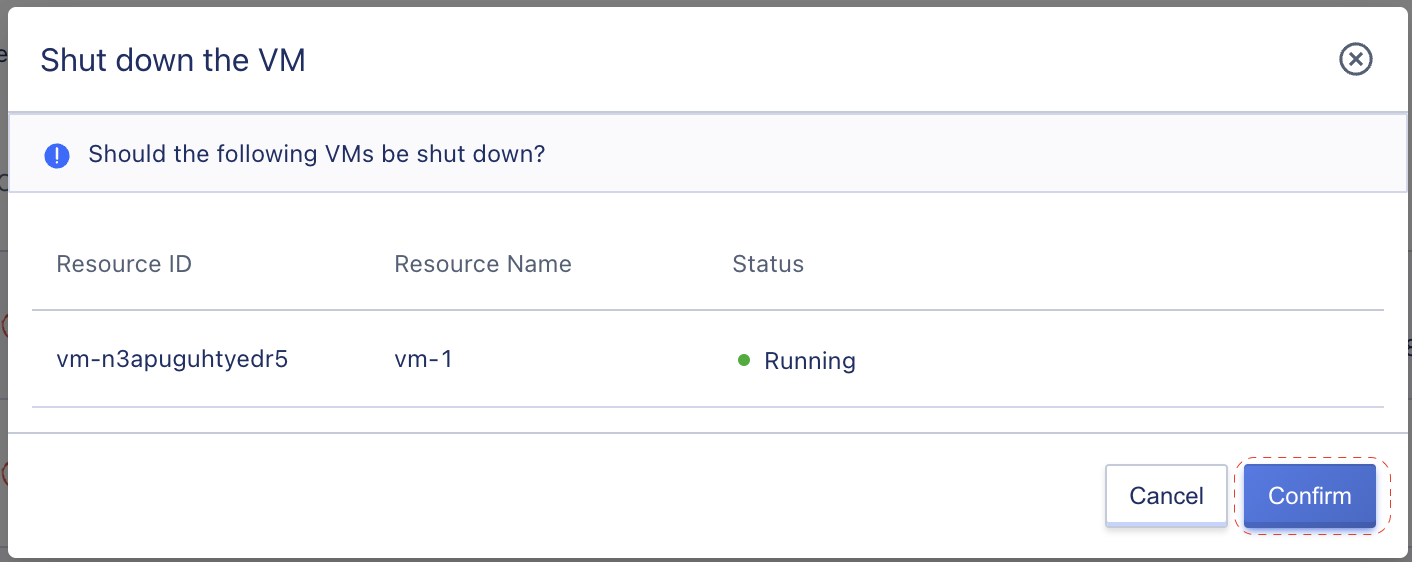 Shut down the VM
Should the following VMs be shut down?
Resource ID Resource Name Status
vm-n3apuguhtyedr5 vm-1 Running
Cancel Confirm